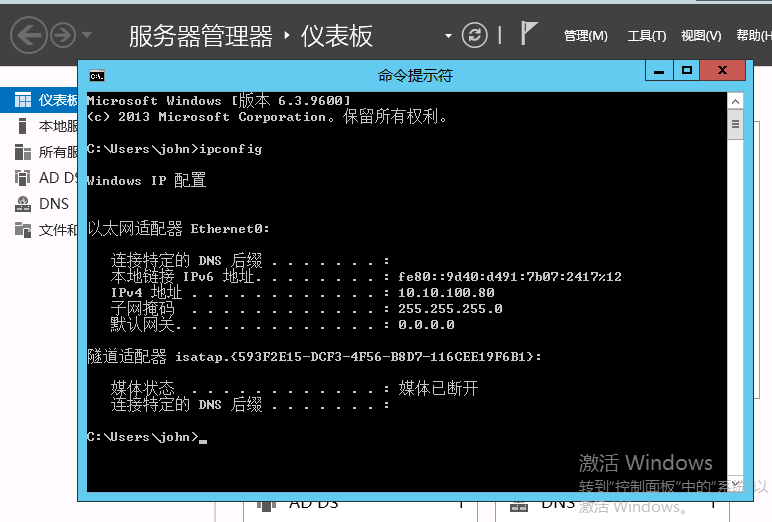 服务器管理器 ‣ 仪表板
管理(M) 工具(T) 视图(V) 帮助(H
命令提示符
仪表板
本地服
所有服
AD DS
DNS
文件和
Microsoft Windows [版本 6.3.9600]
(c) 2013 Microsoft Corporation。保留所有权利。
C:\Users\john>ipconfig
Windows IP 配置
以太网适配器 Ethernet0:
连接特定的 DNS 后缀 . . . . . . . :
本地链接 IPv6 地址. . . . . . . . : fe80::9d40:d491:7b07:2417%12
IPv4 地址 . . . . . . . . . . . . : 10.10.100.80
子网掩码  . . . . . . . . . . . . : 255.255.255.0
默认网关. . . . . . . . . . . . . : 0.0.0.0
隧道适配器 isatap.{593F2E15-DCF3-4F56-B8D7-116CEE19F6B1}:
媒体状态  . . . . . . . . . . . . : 媒体已断开
连接特定的 DNS 后缀 . . . . . . . :
C:\Users\john>
激活 Windows
转到"控制面板"中的"系统"以
激活 Windows。
AD DS 1 DNS 1